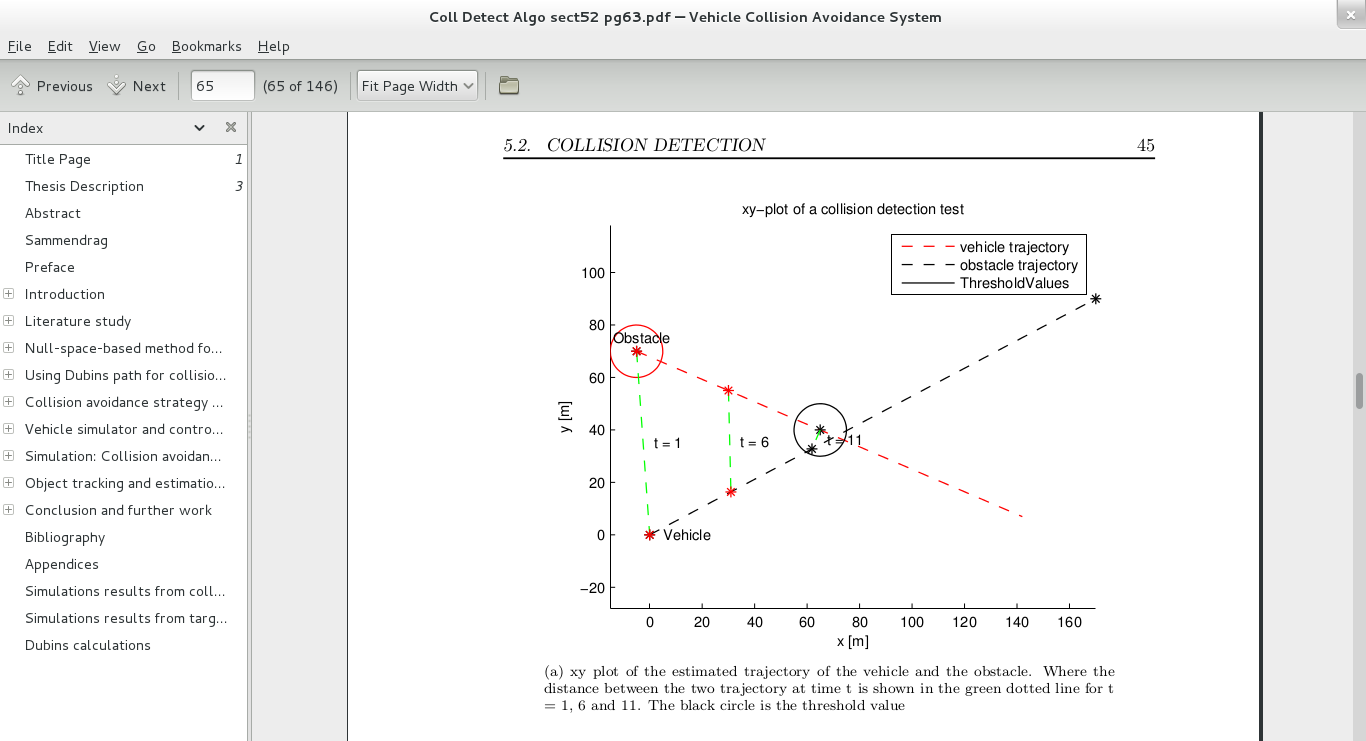 Coll Detect Algo sect52 pg63.pdf — Vehicle Collision Avoidance System
File Edit View Go Bookmarks Help
Previous Next 65 (65 of 146) Fit Page Width
Index
Title Page 1
Thesis Description 3
Abstract
Sammendrag
Preface
Introduction
Literature study
Null-space-based method fo...
Using Dubins path for collisio...
Collision avoidance strategy ...
Vehicle simulator and contro...
Simulation: Collision avoidan...
Object tracking and estimatio...
Conclusion and further work
Bibliography
Appendices
Simulations results from coll...
Simulations results from targ...
Dubins calculations
5.2. COLLISION DETECTION 45
xy−plot of a collision detection test
vehicle trajectory
obstacle trajectory
ThresholdValues
100
80
60
40
20
0
−20
y [m]
Obstacle
t = 1
t = 6
t = 11
Vehicle
0 20 40 60 80 100 120 140 160
x [m]
(a) xy plot of the estimated trajectory of the vehicle and the obstacle. Where the
distance between the two trajectory at time t is shown in the green dotted line for t
= 1, 6 and 11. The black circle is the threshold value